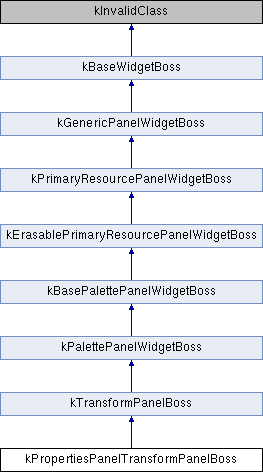 kInvalidClass
kBaseWidgetBoss
kGenericPanelWidgetBoss
kPrimaryResourcePanelWidgetBoss
kErasablePrimaryResourcePanelWidgetBoss
kBasePalettePanelWidgetBoss
kPalettePanelWidgetBoss
kTransformPanelBoss
kPropertiesPanelTransformPanelBoss